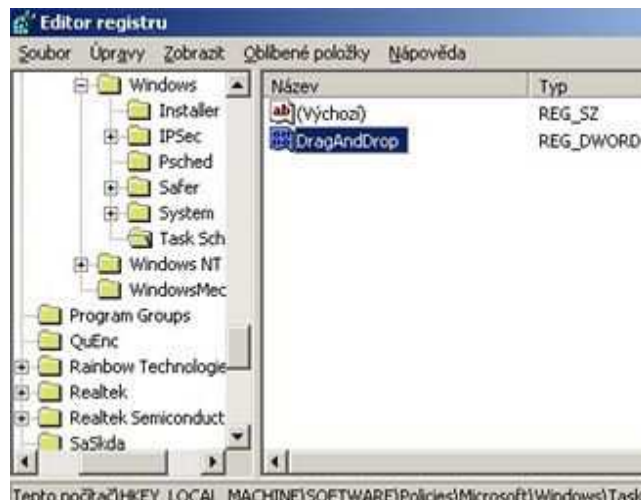 Editor registru
Soubor Úpravy Zobrazit Oblíbené položky Nápověda
Windows
Installer
IPSec
Psched
Safer
System
Task Sch
Windows NT
WindowsMec
Program Groups
QuEnc
Rainbow Technologie
Realtek
Realtek Semiconduct
SaSkda
Název Typ
ab (Výchozí) REG_SZ
DragAndDrop REG_DWORD
Tento počítač\HKEY_LOCAL_MACHINE\SOFTWARE\Policies\Microsoft\Windows\Task